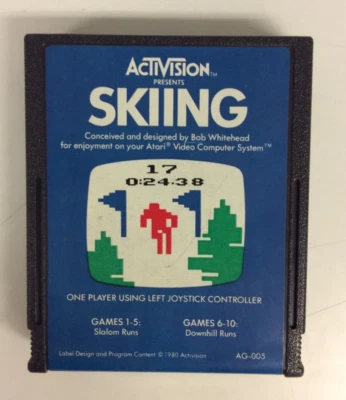 ACTIVISION™
PRESENTS
SKIING
Conceived and designed by Bob Whitehead
for enjoyment on your Atari® Video Computer System™
17
0:24.38
ONE PLAYER USING LEFT JOYSTICK CONTROLLER
GAMES 1-5:
Slalom Runs
GAMES 6-10:
Downhill Runs
Label Design and Program Content © 1980 Activision
AG-005